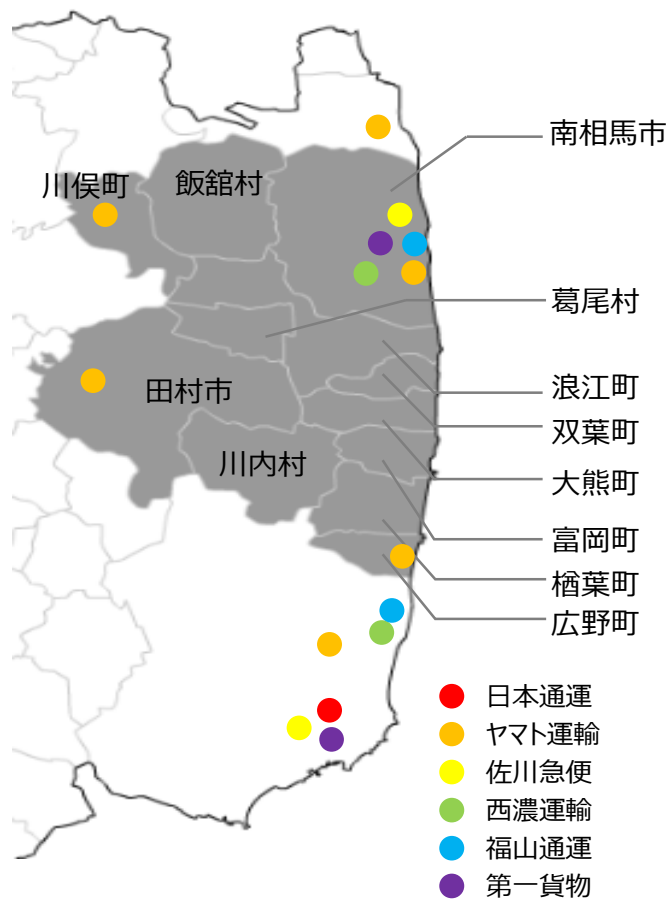 南相馬市
川俣町
飯舘村
葛尾村
田村市
浪江町
双葉町
川内村
大熊町
富岡町
楢葉町
広野町
日本通運
ヤマト運輸
佐川急便
西濃運輸
福山通運
第一貨物